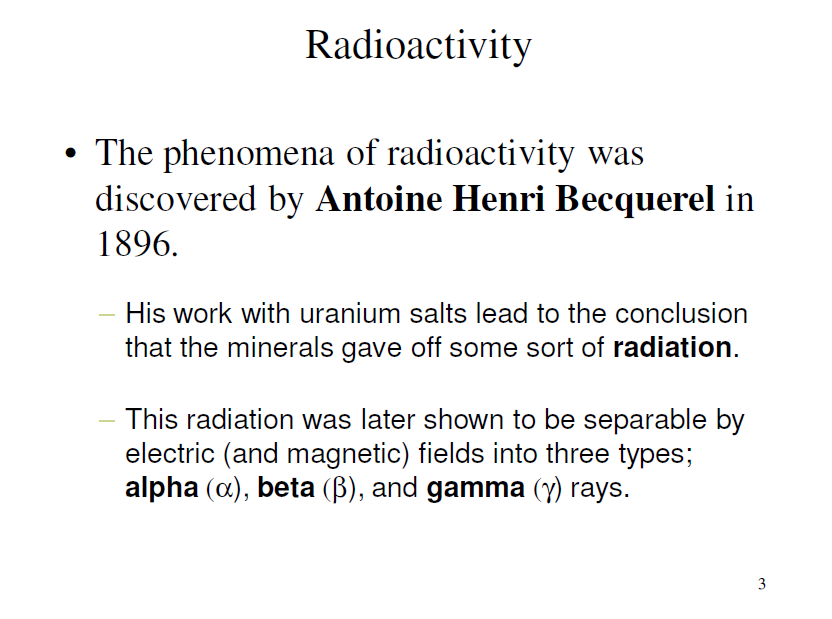 Radioactivity
• The phenomena of radioactivity was
discovered by Antoine Henri Becquerel in
1896.
– His work with uranium salts lead to the conclusion
that the minerals gave off some sort of radiation.
– This radiation was later shown to be separable by
electric (and magnetic) fields into three types;
alpha (α), beta (β), and gamma (γ) rays.
3